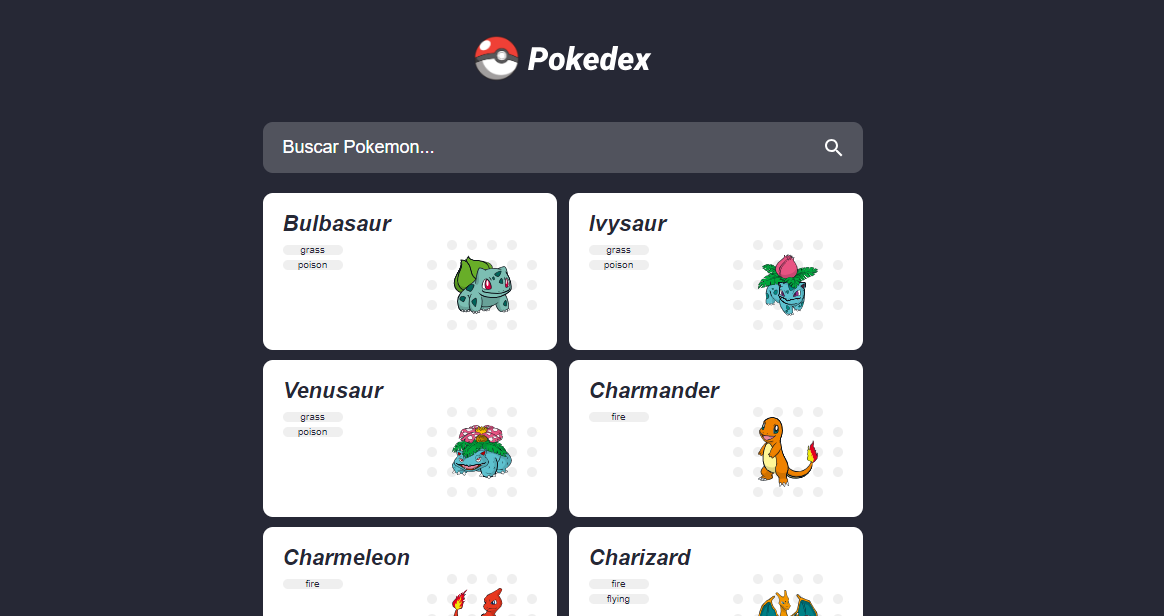 Pokedex
Buscar Pokemon...
Bulbasaur
grass
poison
Ivysaur
grass
poison
Venusaur
grass
poison
Charmander
fire
Charmeleon
fire
Charizard
fire
flying